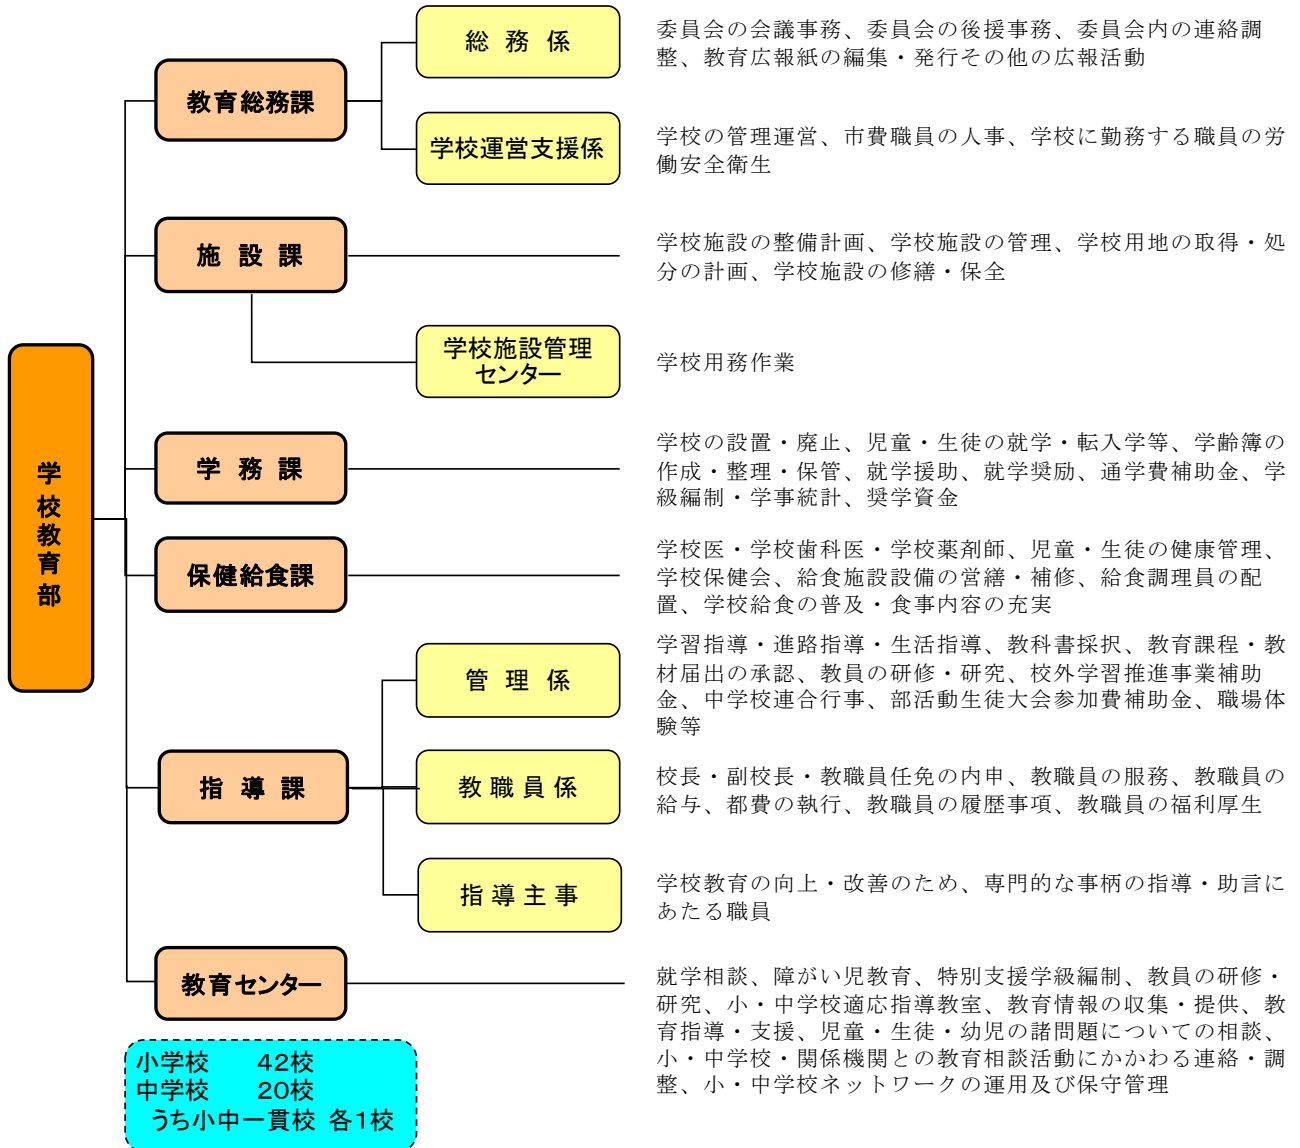 学校教育部
教育総務課
総務係
委員会の会議事務、委員会の後援事務、委員会内の連絡調
整、教育広報紙の編集・発行その他の広報活動
学校運営支援係
学校の管理運営、市費職員の人事、学校に勤務する職員の労
働安全衛生
施設課
学校施設の整備計画、学校施設の管理、学校用地の取得・処
分の計画、学校施設の修繕・保全
学校施設管理
センター
学校用務作業
学務課
学校の設置・廃止、児童・生徒の就学・転入学等、学齢簿の
作成・整理・保管、就学援助、就学奨励、通学費補助金、学
級編制・学事統計、奨学資金
保健給食課
学校医・学校歯科医・学校薬剤師、児童・生徒の健康管理、
学校保健会、給食施設設備の営繕・補修、給食調理員の配
置、学校給食の普及・食事内容の充実
指導課
管理係
学習指導・進路指導・生活指導、教科書採択、教育課程・教
材届出の承認、教員の研修・研究、校外学習推進事業補助
金、中学校連合行事、部活動生徒大会参加費補助金、職場体
験等
教職員係
校長・副校長・教職員任免の内申、教職員の服務、教職員の
給与、都費の執行、教職員の履歴事項、教職員の福利厚生
指導主事
学校教育の向上・改善のため、専門的な事柄の指導・助言に
あたる職員
教育センター
就学相談、障がい児教育、特別支援学級編制、教員の研修・
研究、小・中学校適応指導教室、教育情報の収集・提供、教
育指導・支援、児童・生徒・幼児の諸問題についての相談、
小・中学校・関係機関との教育相談活動にかかわる連絡・調
整、小・中学校ネットワークの運用及び保守管理
小学校 42校
中学校 20校
うち小中一貫校 各1校